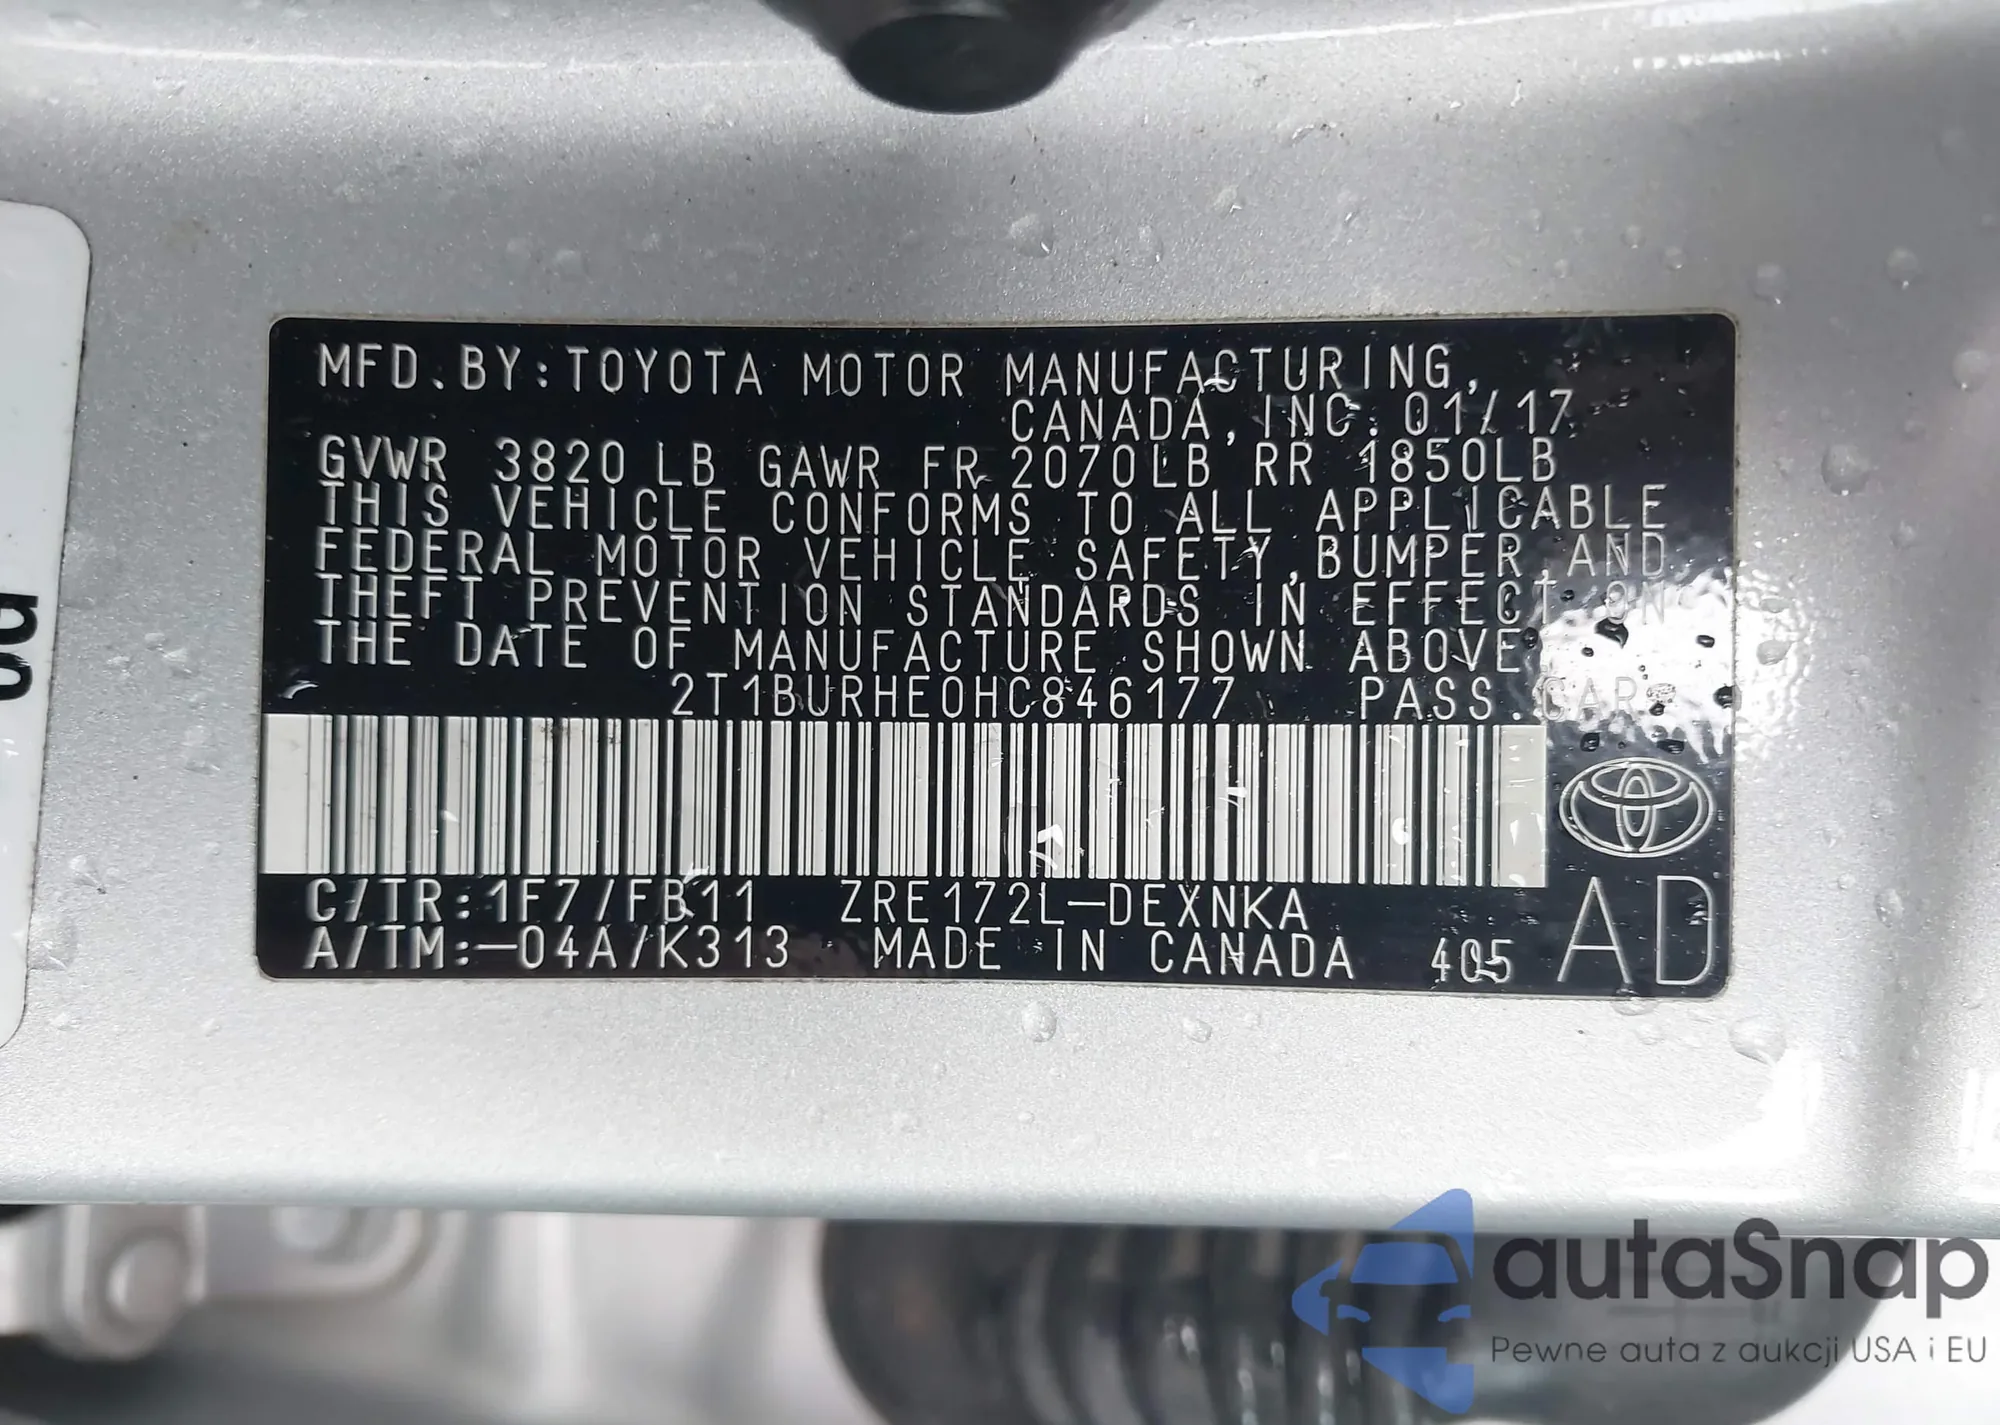 MFD.BY:TOYOTA MOTOR MANUFACTURING,
CANADA, INC. 01/17
GVWR 3820 LB GAWR FR 2070LB RR 1850LB
THIS VEHICLE CONFORMS TO ALL APPLICABLE
FEDERAL MOTOR VEHICLE SAFETY,BUMPER,AND
THEFT PREVENTION STANDARDS IN EFFECT ON
THE DATE OF MANUFACTURE SHOWN ABOVE
2T1BURHE0HC846177 PASS.CAR
C/TR:1F7/FB11 ZRE172L-DEXNKA
A/TM:-04A/K313 MADE IN CANADA 405 AD
autaSnap
Pewne auta z aukcji USA i EU